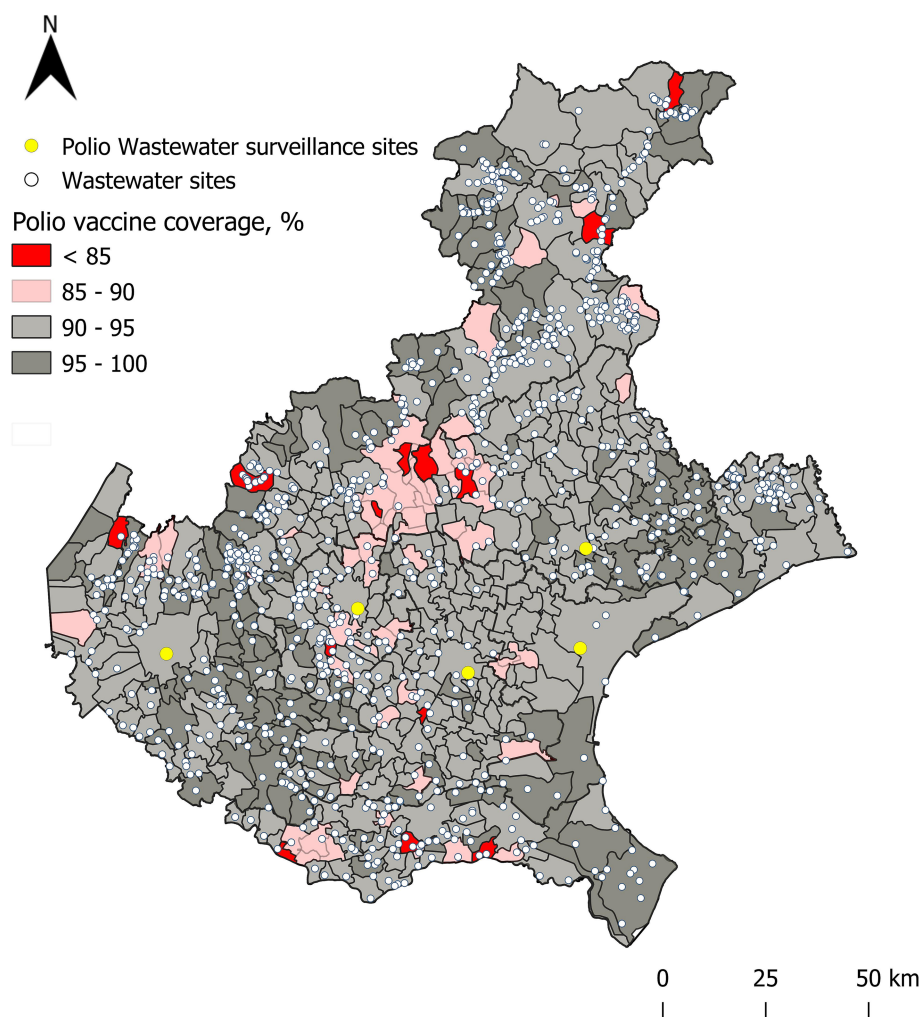 N
Polio Wastewater surveillance sites
Wastewater sites
Polio vaccine coverage, %
< 85
85 - 90
90 - 95
95 - 100
0 25 50 km